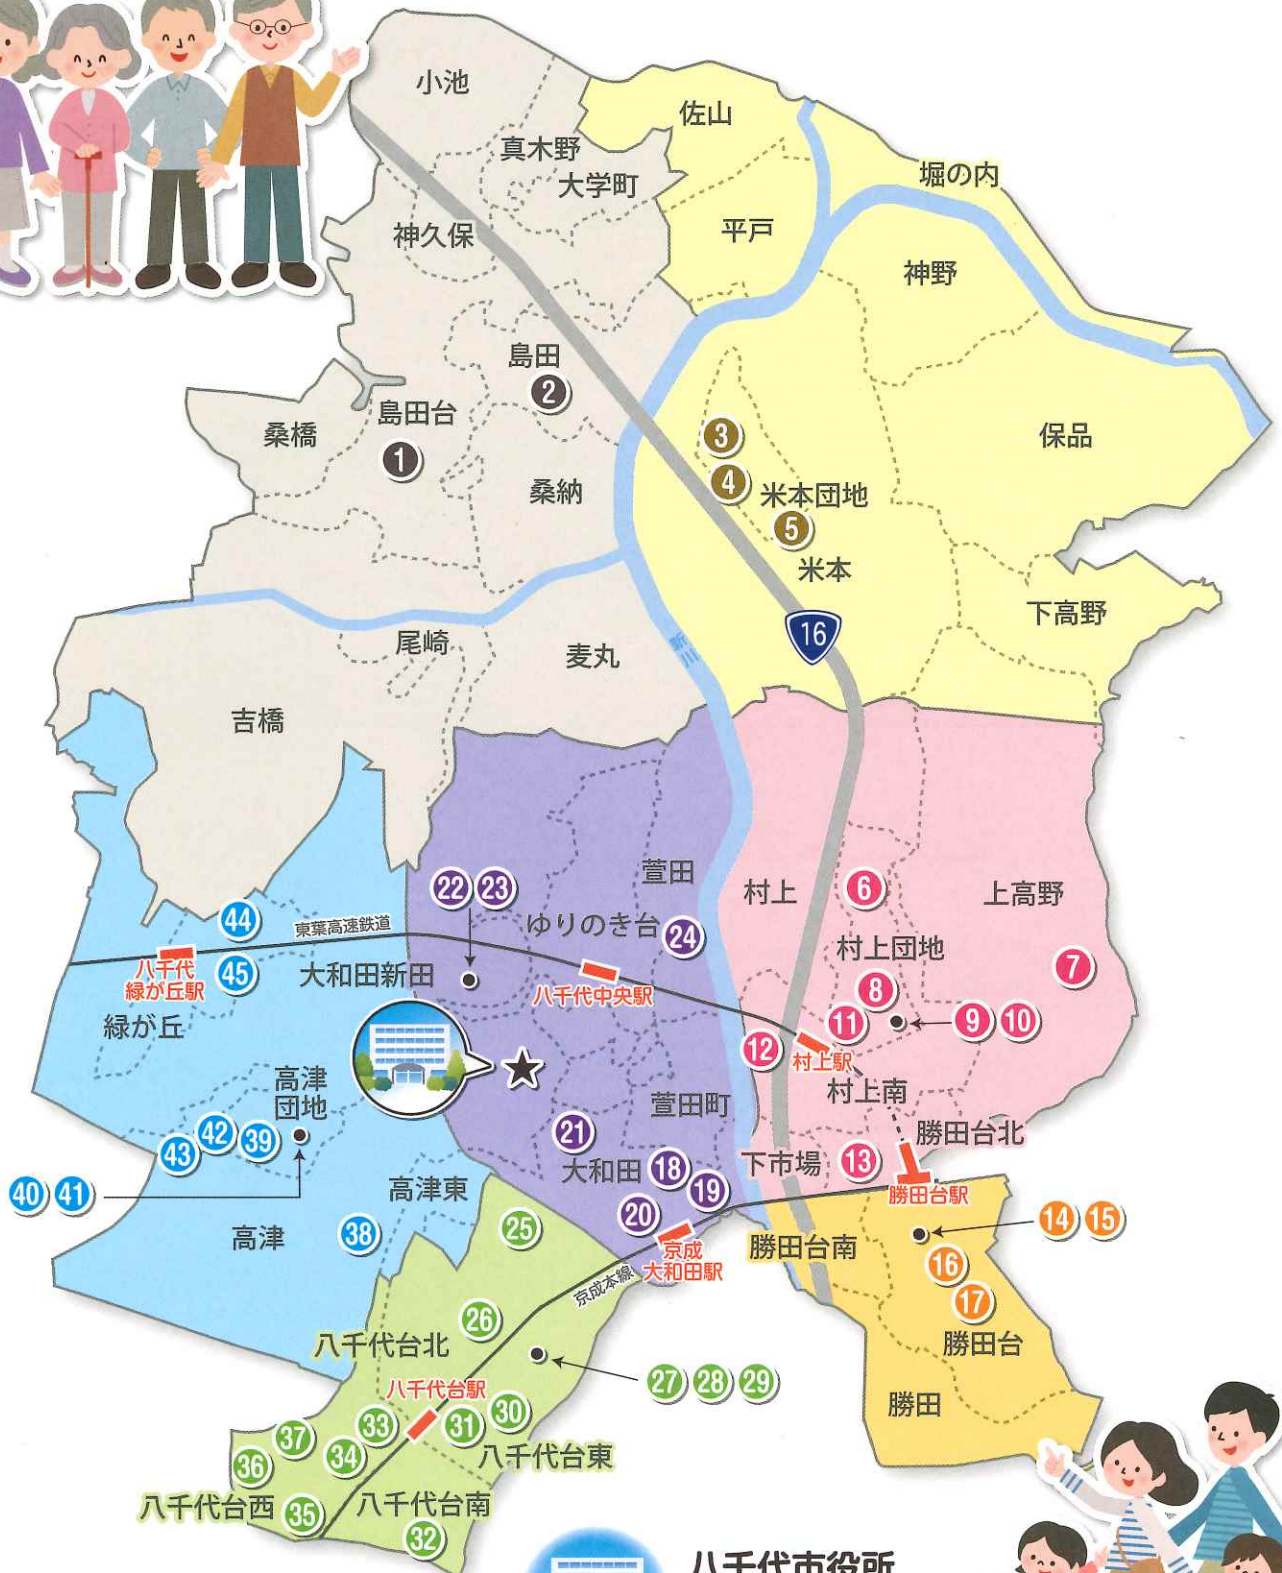 小池
佐山
真木野
大学町
堀の内
神久保
平戸
神野
島田
2
島田台
桑橋
1
3
保品
4
米本団地
桑納
5
米本
下高野
16
尾崎
麦丸
新川
吉橋
萱田
22 23
村上
6
上高野
44
東葉高速鉄道
ゆりのき台
24
村上団地
八千代
緑が丘駅
45
大和田新田
八千代中央駅
7
8
緑が丘
11
9 10
12
村上駅
高津
団地
萱田町
村上南
43
42
39
21
勝田台北
大和田
18
下市場
13
40 41
高津東
19
勝田台駅
高津
38
25
20
京成
大和田駅
勝田台南
14 15
16
京成本線
17
26
八千代台北
勝田台
27 28 29
八千代台駅
勝田
37
33
31
30
36
34
八千代台東
八千代台西
35
八千代台南
32
八千代市役所